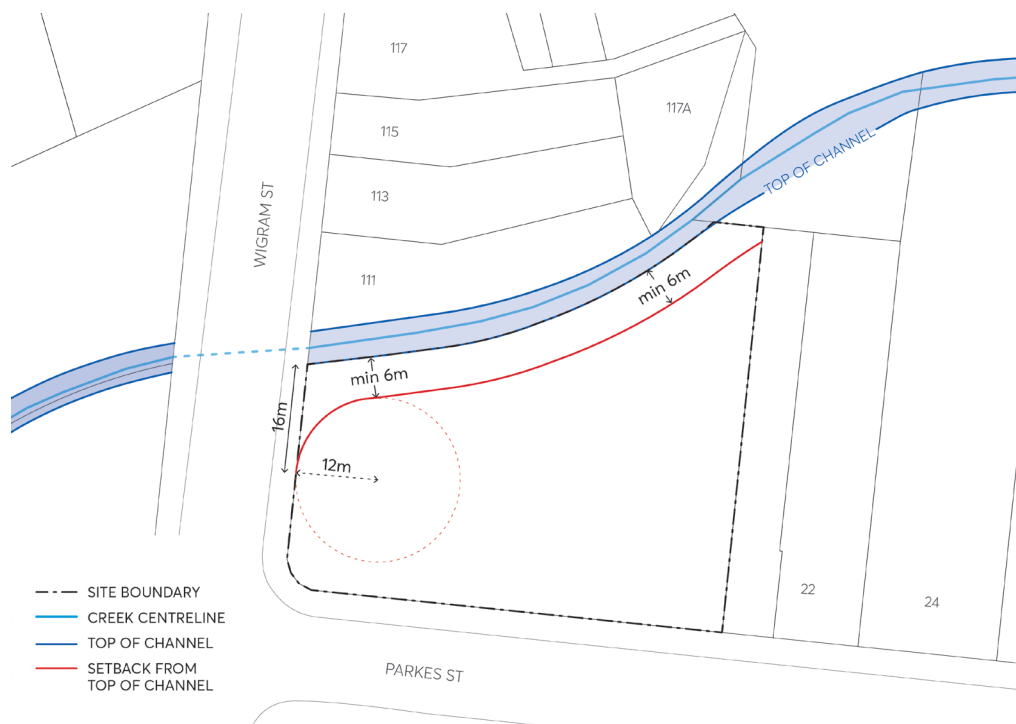 117
117A
115
TOP OF CHANNEL
113
WIGRAM ST
111
min 6m
min 6m
16m
12m
SITE BOUNDARY
CREEK CENTRELINE
TOP OF CHANNEL
SETBACK FROM
TOP OF CHANNEL
22
24
PARKES ST